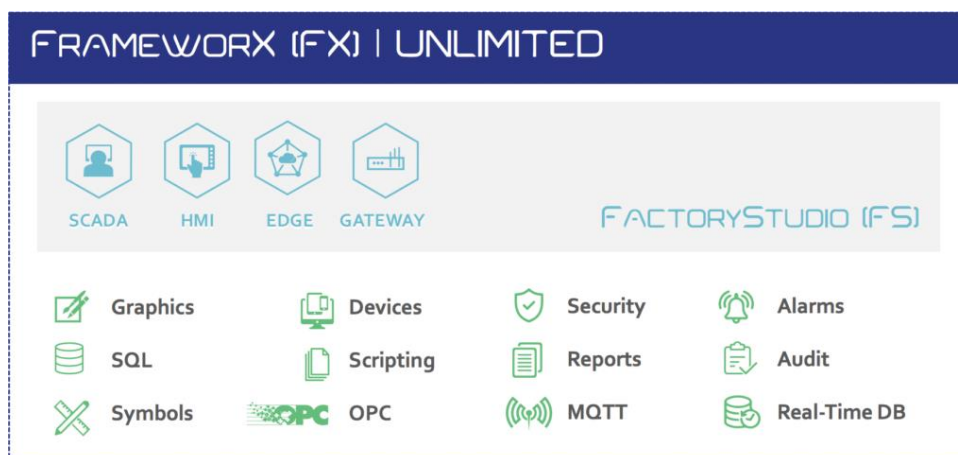 FRAMEWORX (FX) | UNLIMITED
SCADA HMI EDGE GATEWAY
FACTORYSTUDIO (FS)
Graphics Devices Security Alarms
SQL Scripting Reports Audit
Symbols OPC OPC MQTT Real-Time DB